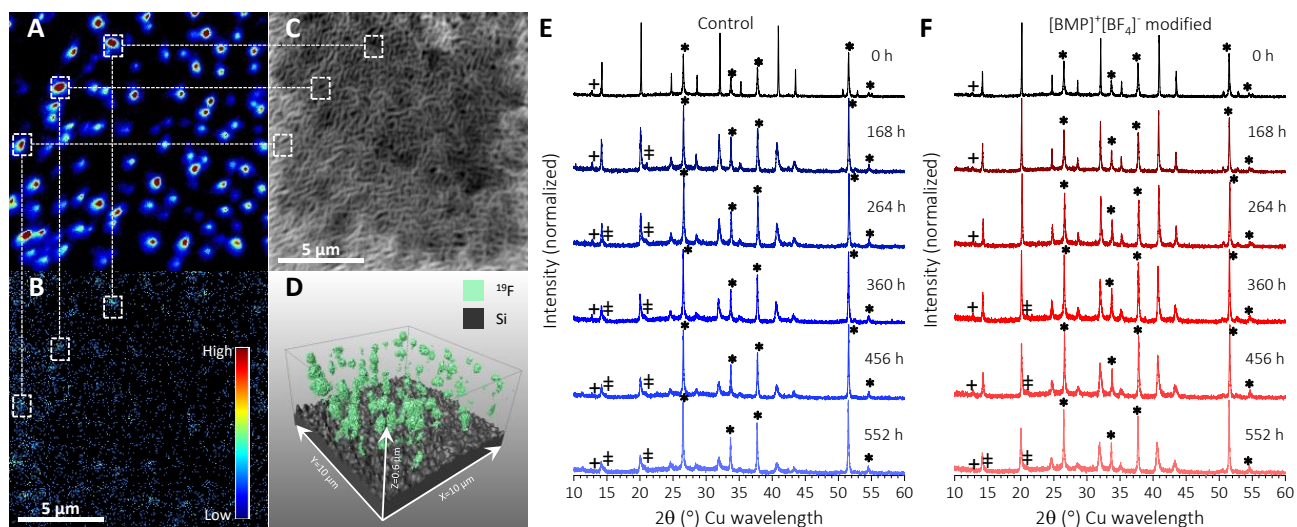 A
C
5 μm
B
High
Low
5 μm
D
¹⁹F
Si
Y=10 μm
Z=0.6 μm
X=10 μm
E
Control
Intensity (normalized)
0 h
+ * * * * *
168 h
+ ‡ * * * * *
264 h
+ ‡ ‡ * * * * *
360 h
+ ‡ ‡ * * * * *
456 h
+ ‡ ‡ * * * * *
552 h
+ ‡ ‡ * * * * *
10 15 20 25 30 35 40 45 50 55 60
2θ (°) Cu wavelength
F
[BMP]⁺[BF₄]⁻ modified
Intensity (normalized)
0 h
+ * * * * *
168 h
+ * * * * *
264 h
+ * * * * *
360 h
+ ‡ * * * * *
456 h
+ ‡ * * * * *
552 h
+ ‡ ‡ * * * *
10 15 20 25 30 35 40 45 50 55 60
2θ (°) Cu wavelength